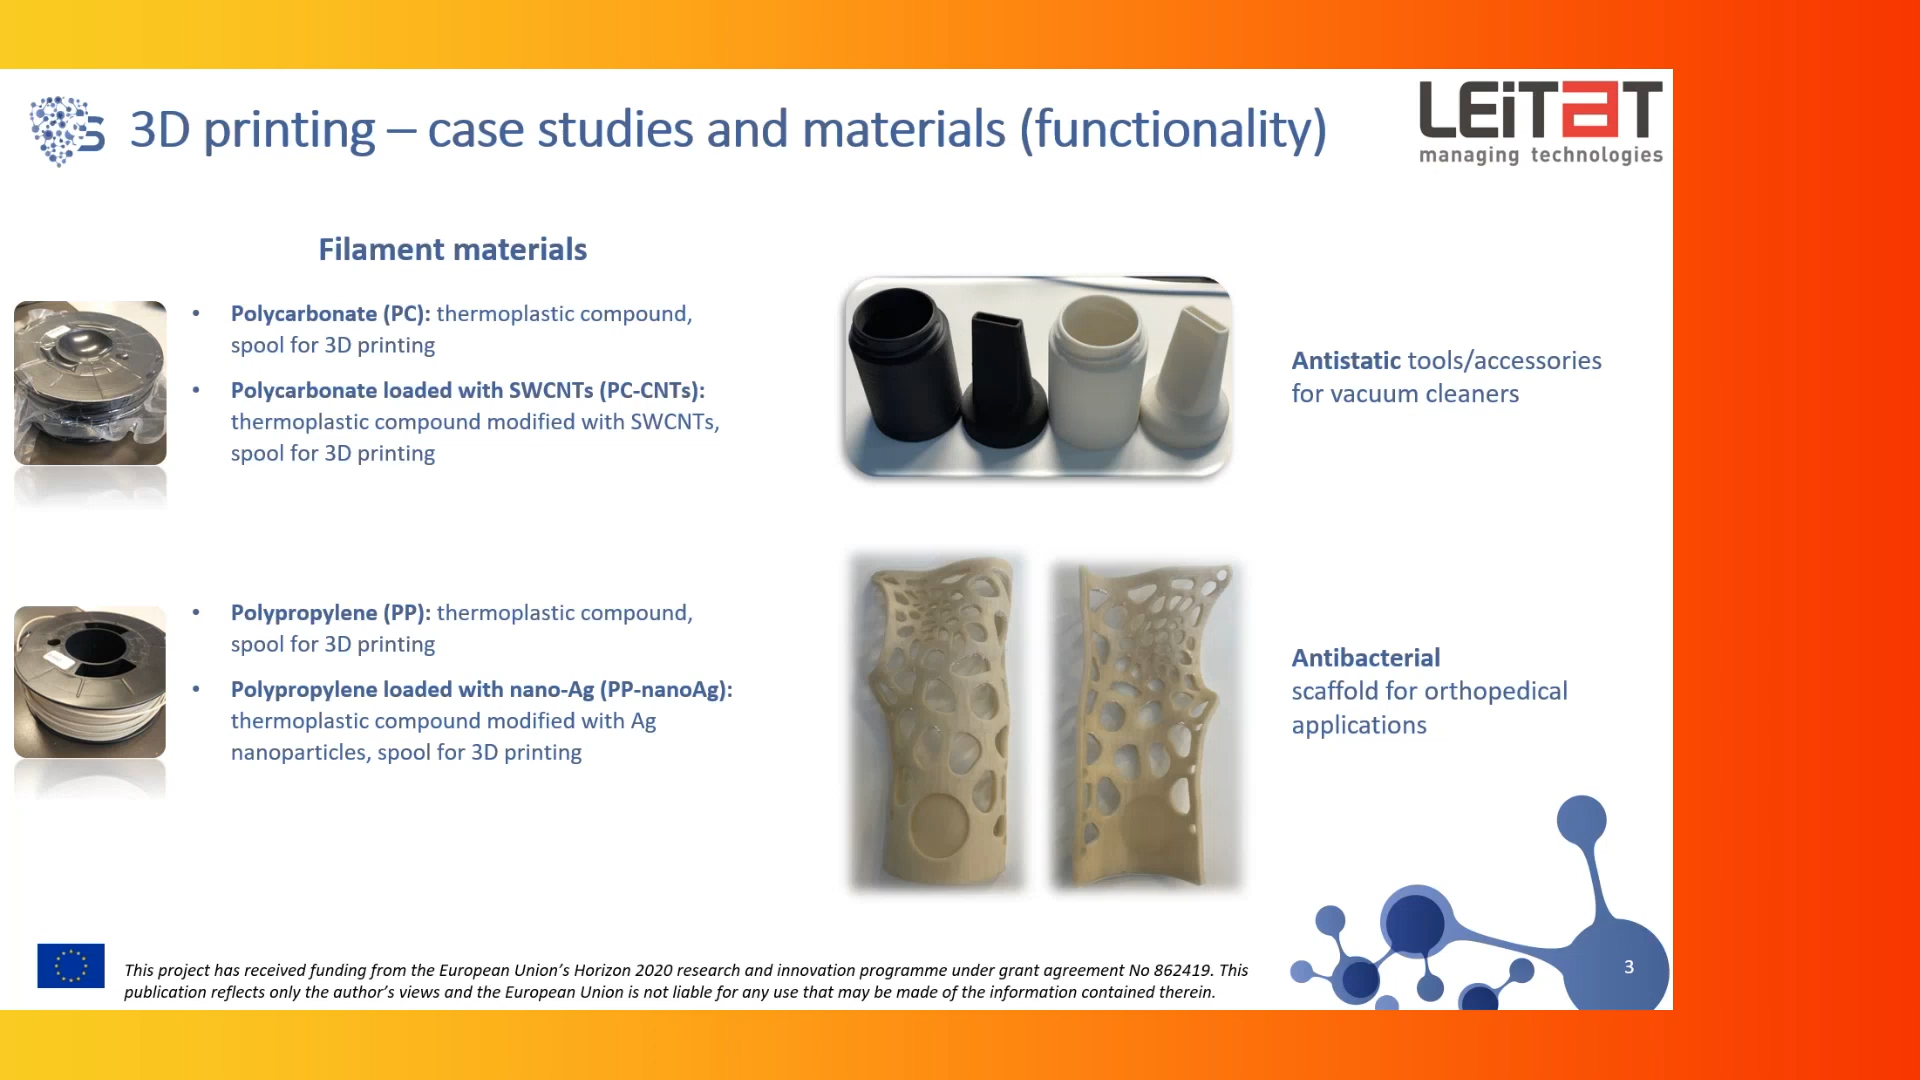 S
3D printing – case studies and materials (functionality)
LEiTAT
managing technologies
Filament materials
• Polycarbonate (PC): thermoplastic compound,
spool for 3D printing
• Polycarbonate loaded with SWCNTs (PC-CNTs):
thermoplastic compound modified with SWCNTs,
spool for 3D printing
Antistatic tools/accessories
for vacuum cleaners
• Polypropylene (PP): thermoplastic compound,
spool for 3D printing
• Polypropylene loaded with nano-Ag (PP-nanoAg):
thermoplastic compound modified with Ag
nanoparticles, spool for 3D printing
Antibacterial
scaffold for orthopedical
applications
This project has received funding from the European Union’s Horizon 2020 research and innovation programme under grant agreement No 862419. This
publication reflects only the author’s views and the European Union is not liable for any use that may be made of the information contained therein.
3